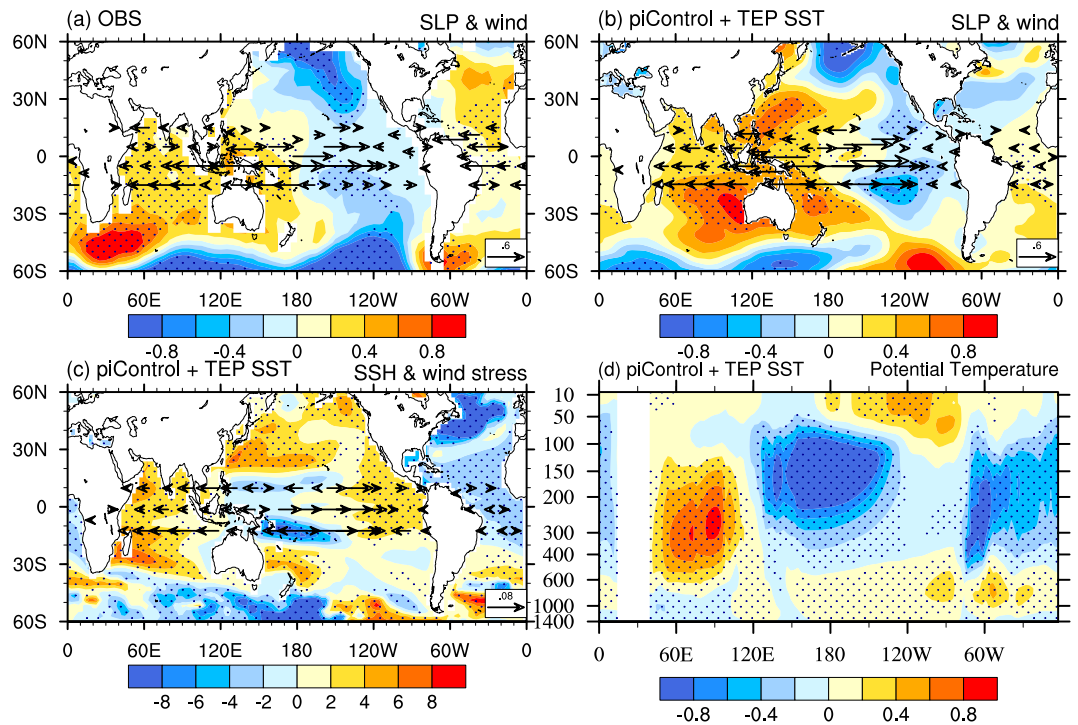 (a) OBS SLP & wind
60N
30N
0
30S
60S
.6
0 60E 120E 180 120W 60W 0
-0.8 -0.4 0 0.4 0.8
(b) piControl + TEP SST SLP & wind
60N
30N
0
30S
60S
.6
0 60E 120E 180 120W 60W 0
-0.8 -0.4 0 0.4 0.8
(c) piControl + TEP SST SSH & wind stress
60N
30N
0
30S
60S
.08
0 60E 120E 180 120W 60W 0
-8 -6 -4 -2 0 2 4 6 8
(d) piControl + TEP SST Potential Temperature
10
50
100
150
200
300
400
600
1000
1400
0 60E 120E 180 120W 60W
-0.8 -0.4 0 0.4 0.8